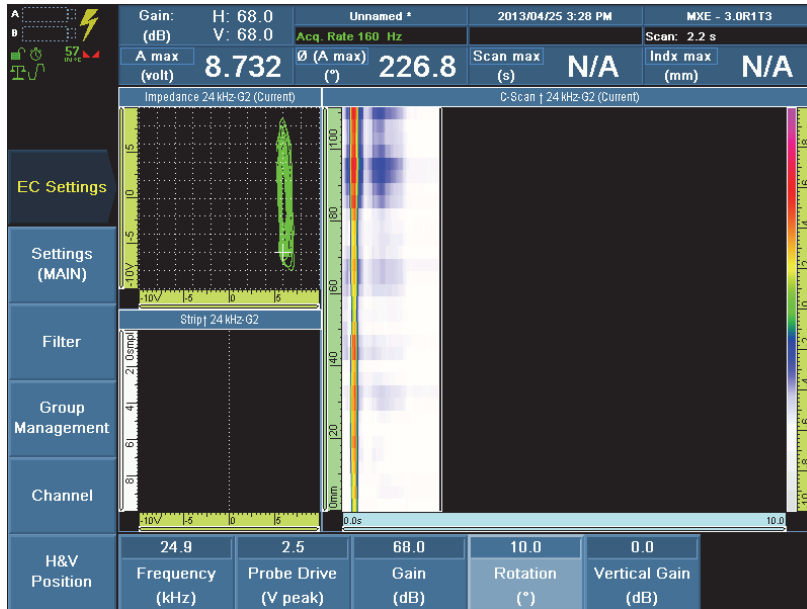 A
B
57
IN °C
Gain: H: 68.0
(dB) V: 68.0
Unnamed *
2013/04/25 3:28 PM
MXE - 3.0R1T3
Acq. Rate 160 Hz
Scan: 2.2 s
A max
(volt)
8.732
Ø (A max)
(°)
226.8
Scan max
(s)
N/A
Indx max
(mm)
N/A
Impedance 24 kHz-G2 (Current)
C-Scan † 24 kHz-G2 (Current)
EC Settings
Settings
(MAIN)
Filter
Group
Management
Channel
H&V
Position
5
0
-5
-10V
-10V -5 0 5
Strip† 24 kHz-G2
0smpl
2
4
6
8
-10V -5 0 5
100
80
60
40
20
0mm
0.0s 10.0
24.9
Frequency
(kHz)
2.5
Probe Drive
(V peak)
68.0
Gain
(dB)
10.0
Rotation
(°)
0.0
Vertical Gain
(dB)